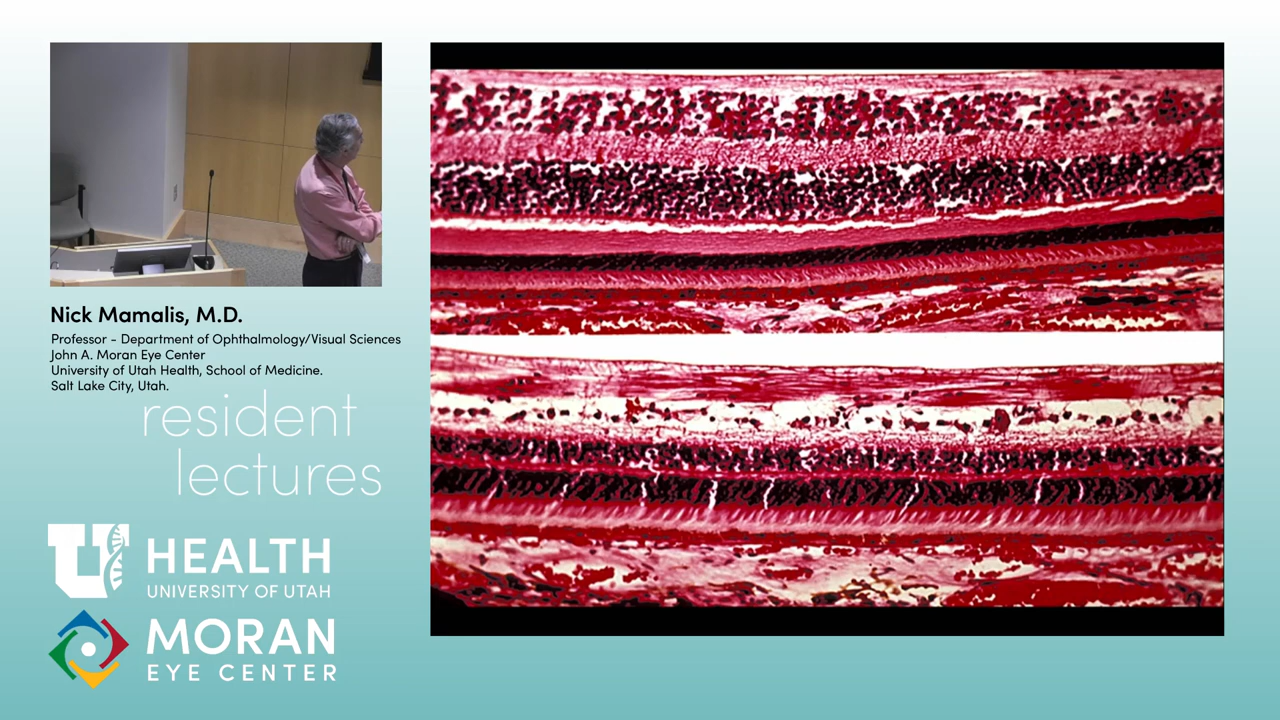 Nick Mamalis, M.D.
Professor - Department of Ophthalmology/Visual Sciences
John A. Moran Eye Center
University of Utah Health, School of Medicine.
Salt Lake City, Utah.
resident
lectures
U HEALTH
UNIVERSITY OF UTAH
MORAN
EYE CENTER